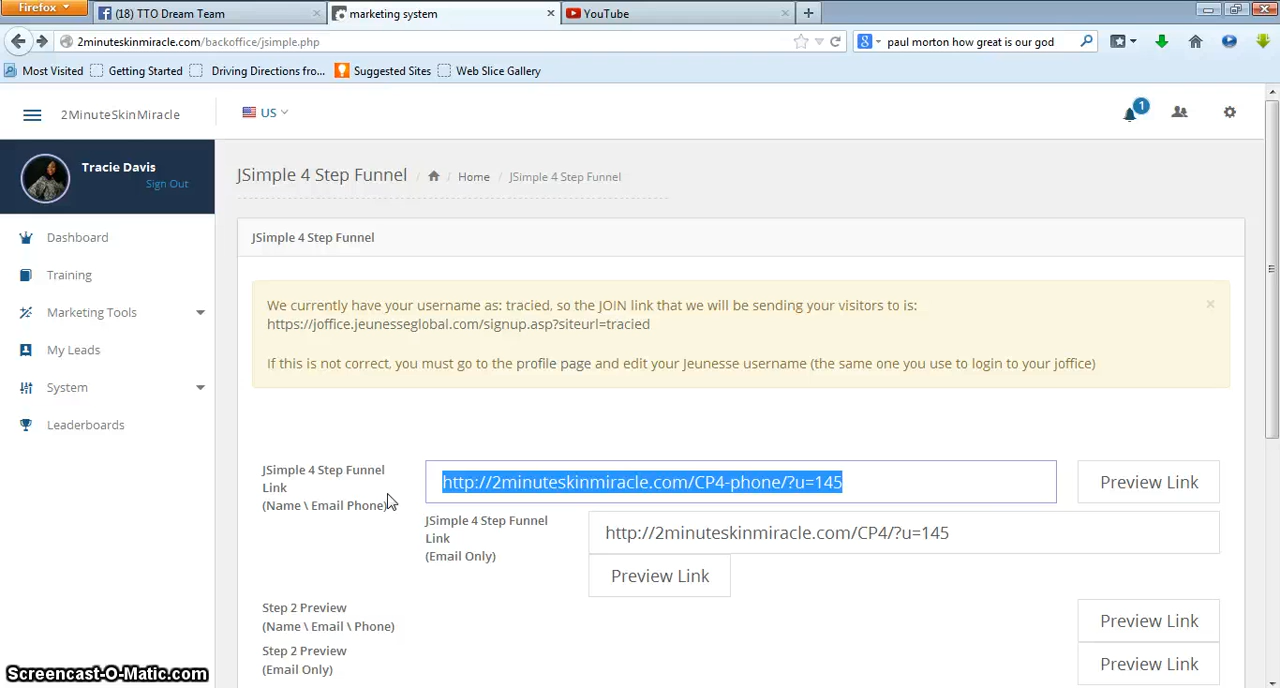 Firefox
(18) TTO Dream Team
marketing system
YouTube
2minuteskinmiracle.com/backoffice/jsimple.php
paul morton how great is our god
Most Visited
Getting Started
Driving Directions fro...
Suggested Sites
Web Slice Gallery
2MinuteSkinMiracle
US
1
Tracie Davis
Sign Out
Dashboard
Training
Marketing Tools
My Leads
System
Leaderboards
JSimple 4 Step Funnel / Home / JSimple 4 Step Funnel
JSimple 4 Step Funnel
We currently have your username as: tracied, so the JOIN link that we will be sending your visitors to is:
https://joffice.jeunesseglobal.com/signup.asp?siteurl=tracied
If this is not correct, you must go to the profile page and edit your Jeunesse username (the same one you use to login to your joffice)
JSimple 4 Step Funnel
Link
(Name \ Email Phone)
http://2minuteskinmiracle.com/CP4-phone/?u=145
Preview Link
JSimple 4 Step Funnel
Link
(Email Only)
http://2minuteskinmiracle.com/CP4/?u=145
Preview Link
Step 2 Preview
(Name \ Email \ Phone)
Preview Link
Step 2 Preview
(Email Only)
Preview Link
Screencast-O-Matic.com